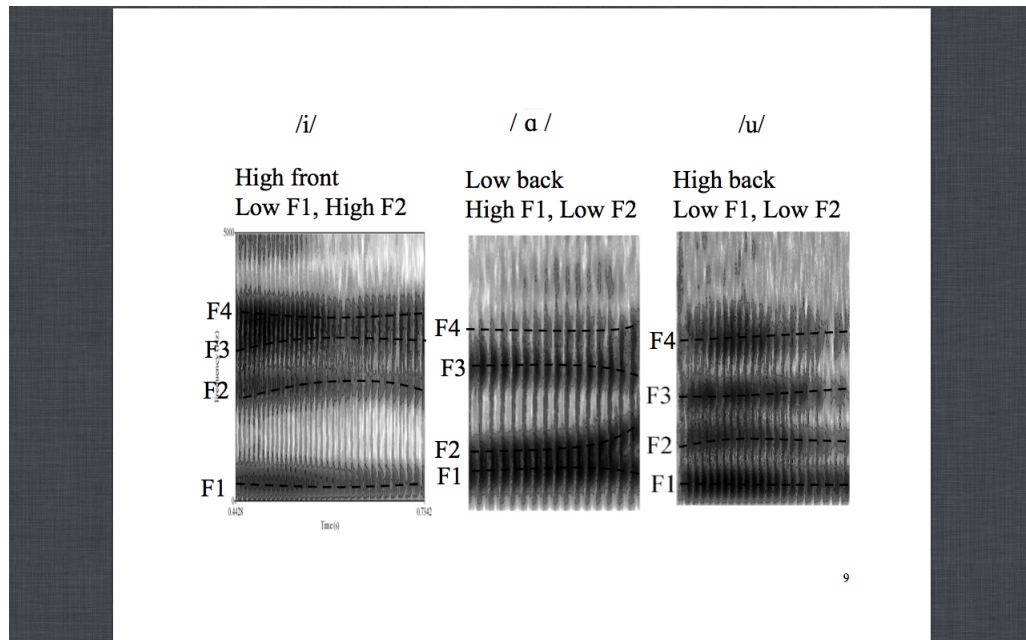 /i/
/ ɑ /
/u/
High front
Low F1, High F2
Low back
High F1, Low F2
High back
Low F1, Low F2
5000
F4
F3
F2
F1
0
0.4428
0.7342
Time (s)
F4
F3
F2
F1
F4
F3
F2
F1
9